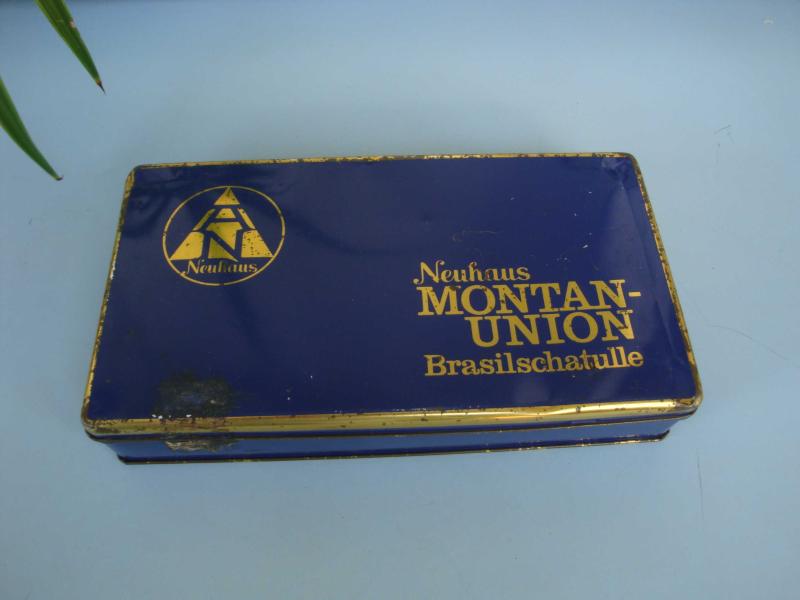 AN
Neuhaus
Neuhaus
MONTAN-
UNION
Brasilschatulle